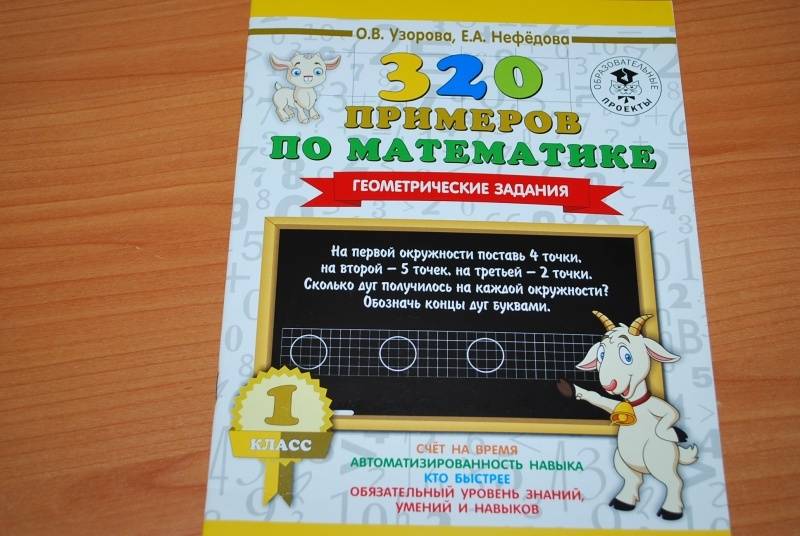 О.В. Узорова, Е.А. Нефёдова
320
ПРИМЕРОВ
ПО МАТЕМАТИКЕ
ОБРАЗОВАТЕЛЬНЫЕ
ПРОЕКТЫ
ГЕОМЕТРИЧЕСКИЕ ЗАДАНИЯ
На первой окружности поставь 4 точки,
на второй – 5 точек, на третьей – 2 точки.
Сколько дуг получилось на каждой окружности?
Обозначь концы дуг буквами.
1
КЛАСС
СЧЁТ НА ВРЕМЯ
АВТОМАТИЗИРОВАННОСТЬ НАВЫКА
КТО БЫСТРЕЕ
ОБЯЗАТЕЛЬНЫЙ УРОВЕНЬ ЗНАНИЙ,
УМЕНИЙ И НАВЫКОВ